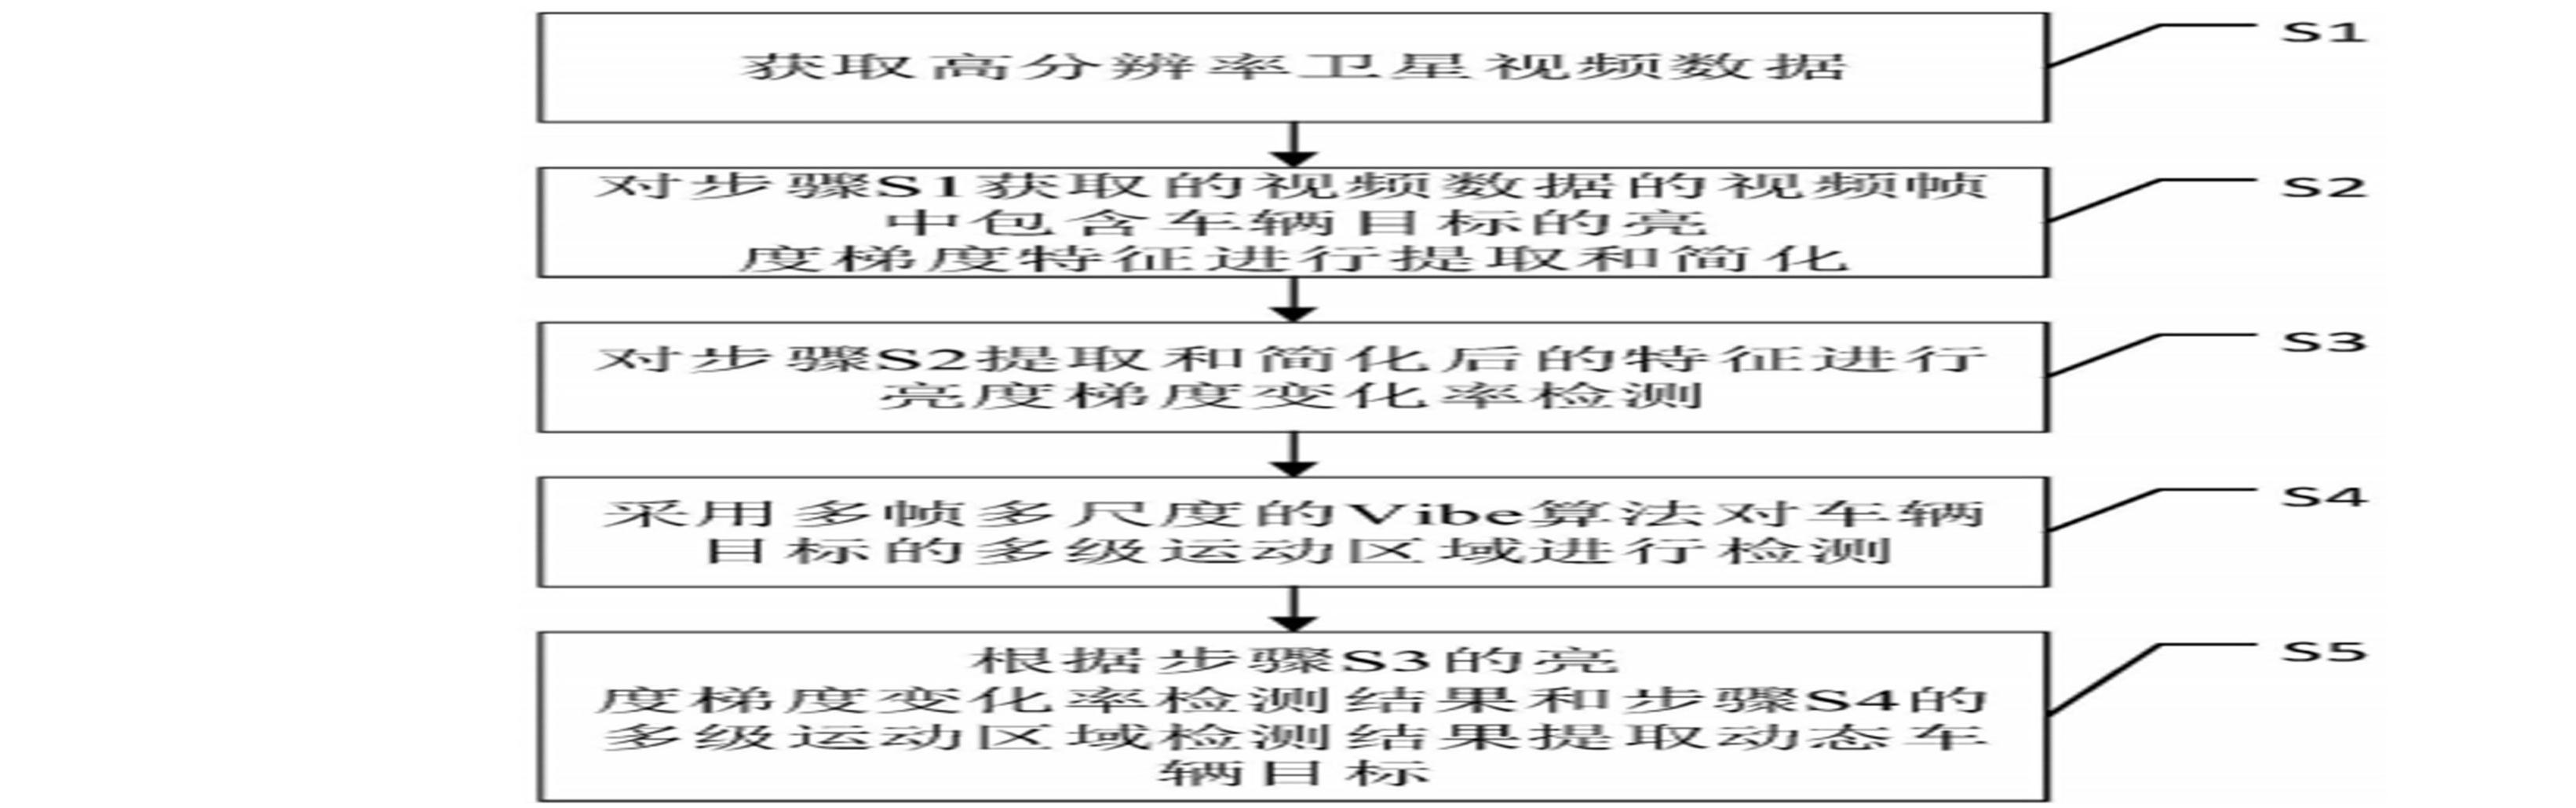 获取高分辨率卫星视频数据
S1
对步骤S1获取的视频数据的视频帧
中包含车辆目标的亮
度梯度特征进行提取和简化
S2
对步骤S2提取和简化后的特征进行
亮度梯度变化率检测
S3
采用多帧多尺度的Vibe算法对车辆
目标的多级运动区域进行检测
S4
根据步骤S3的亮
度梯度变化率检测结果和步骤S4的
多级运动区域检测结果提取动态车
辆目标
S5